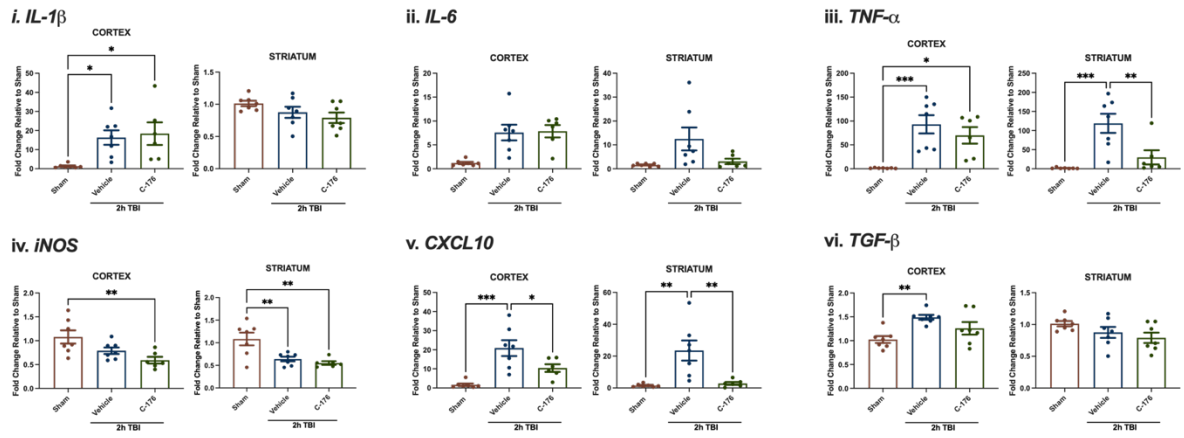 i. IL-1β
CORTEX
*
*
Fold Change Relative to Sham
50
40
30
20
10
0
Sham
Vehicle
C-176
2h TBI
STRIATUM
Fold Change Relative to Sham
1.5
1.0
0.5
0.0
Sham
Vehicle
C-176
2h TBI
ii. IL-6
CORTEX
Fold Change Relative to Sham
20
15
10
5
0
Sham
Vehicle
C-176
2h TBI
STRIATUM
Fold Change Relative to Sham
40
30
20
10
0
Sham
Vehicle
C-176
2h TBI
iii. TNF-α
CORTEX
*
***
Fold Change Relative to Sham
200
150
100
50
0
Sham
Vehicle
C-176
2h TBI
STRIATUM
*** **
Fold Change Relative to Sham
250
200
150
100
50
0
Sham
Vehicle
C-176
2h TBI
iv. iNOS
CORTEX
**
Fold Change Relative to Sham
2.0
1.5
1.0
0.5
0.0
Sham
Vehicle
C-176
2h TBI
STRIATUM
**
**
Fold Change Relative to Sham
2.0
1.5
1.0
0.5
0.0
Sham
Vehicle
C-176
2h TBI
v. CXCL10
CORTEX
*** *
Fold Change Relative to Sham
50
40
30
20
10
0
Sham
Vehicle
C-176
2h TBI
STRIATUM
** **
Fold Change Relative to Sham
60
40
20
0
Sham
Vehicle
C-176
2h TBI
vi. TGF-β
CORTEX
**
Fold Change Relative to Sham
2.0
1.5
1.0
0.5
0.0
Sham
Vehicle
C-176
2h TBI
STRIATUM
Fold Change Relative to Sham
1.5
1.0
0.5
0.0
Sham
Vehicle
C-176
2h TBI